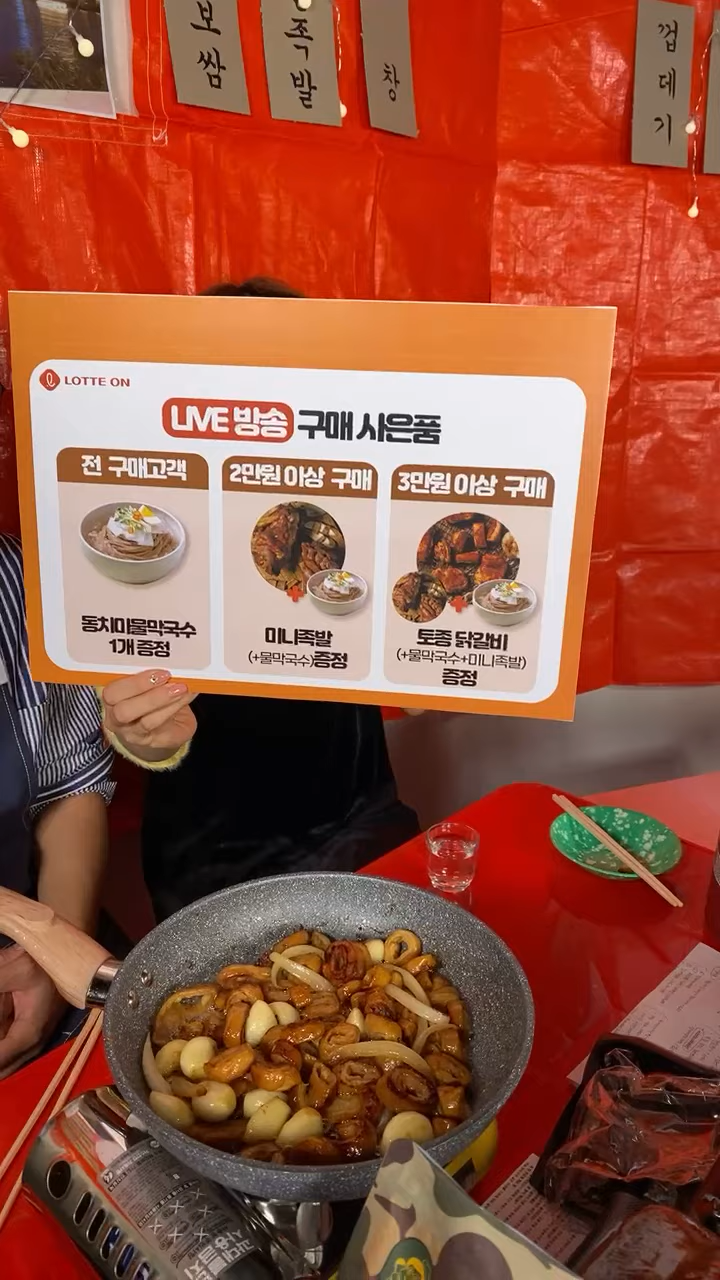 보쌈
족발
창
껍데기
LOTTE ON
LIVE 방송 구매 사은품
전 구매고객
동치미물막국수
1개 증정
2만원 이상 구매
미니족발
(+물막국수)증정
3만원 이상 구매
토종 닭갈비
(+물막국수+미니족발)
증정